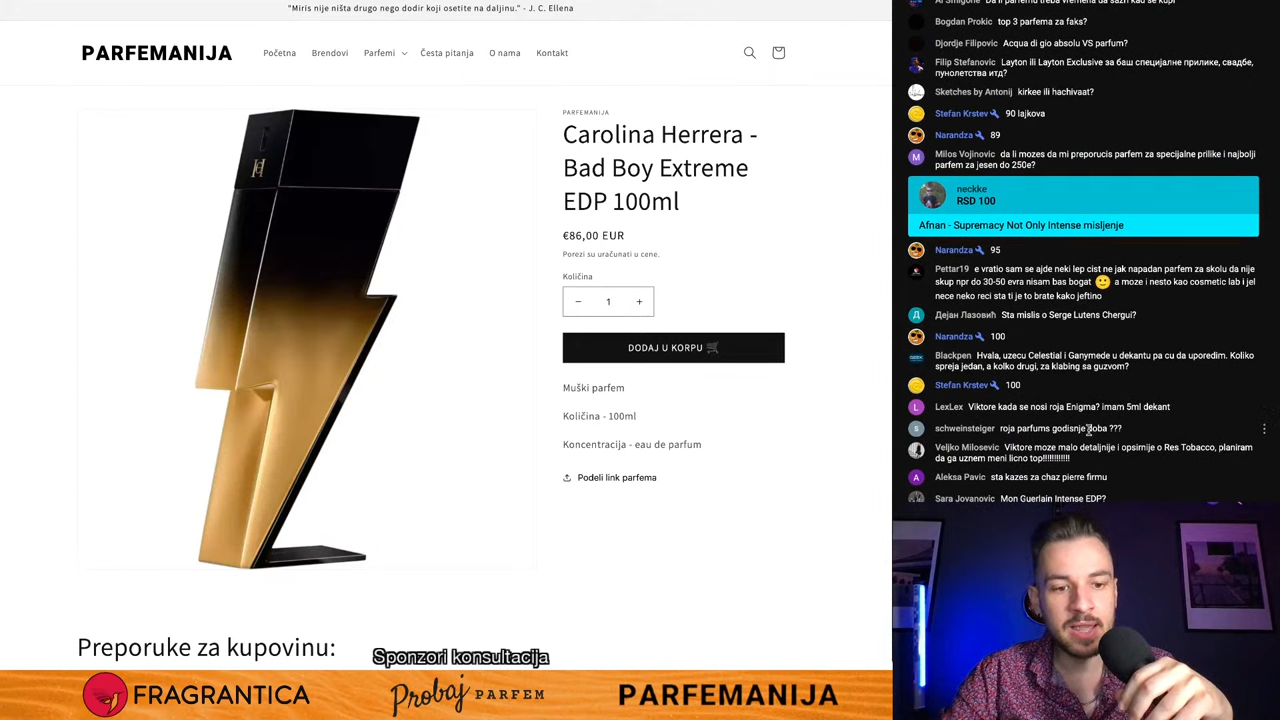 "Miris nije ništa drugo nego dodir koji osetite na daljinu." - J. C. Ellena
PARFEMANIJA
Početna
Brendovi
Parfemi
Česta pitanja
O nama
Kontakt
PARFEMANIJA
Carolina Herrera -
Bad Boy Extreme
EDP 100ml
€86,00 EUR
Porezi su uračunati u cene.
Količina
− 1 +
DODAJ U KORPU
Muški parfem
Količina - 100ml
Koncentracija - eau de parfum
Podeli link parfema
Preporuke za kupovinu:
Sponzori konsultacija
FRAGRANTICA
Probaj PARFEM
PARFEMANIJA
Bogdan Prokic top 3 parfema za faks?
Djordje Filipovic Acqua di gio absolu VS parfum?
Filip Stefanovic Layton ili Layton Exclusive за баш специјалне прилике, свадбе,
пунолетства итд?
Sketches by Antonij kirkee ili hachivaat?
Stefan Krstev 90 lajkova
Narandza 89
Milos Vojinovic da li mozes da mi preporucis parfem za specijalne prilike i najbolji
parfem za jesen do 250e?
neckke
RSD 100
Afnan - Supremacy Not Only Intense misljenje
Narandza 95
Pettar19 e vratio sam se ajde neki lep cist ne jak napadan parfem za skolu da nije
skup npr do 30-50 evra nisam bas bogat a moze i nesto kao cosmetic lab i jel
nece neko reci sta ti je to brate kako jeftino
Дејан Лазовић Sta mislis o Serge Lutens Chergui?
Narandza 100
Blackpen Hvala, uzecu Celestial i Ganymede u dekantu pa cu da uporedim. Koliko
spreja jedan, a kolko drugi, za klabing sa guzvom?
Stefan Krstev 100
LexLex Viktore kada se nosi roja Enigma? imam 5ml dekant
schweinsteiger roja parfums godisnje doba ???
Veljko Milosevic Viktore moze malo detaljnije i opsirnije o Res Tobacco, planiram
da ga uznem meni licno top!!!!!!!!!!!!
Aleksa Pavic sta kazes za chaz pierre firmu
Sara Jovanovic Mon Guerlain Intense EDP?